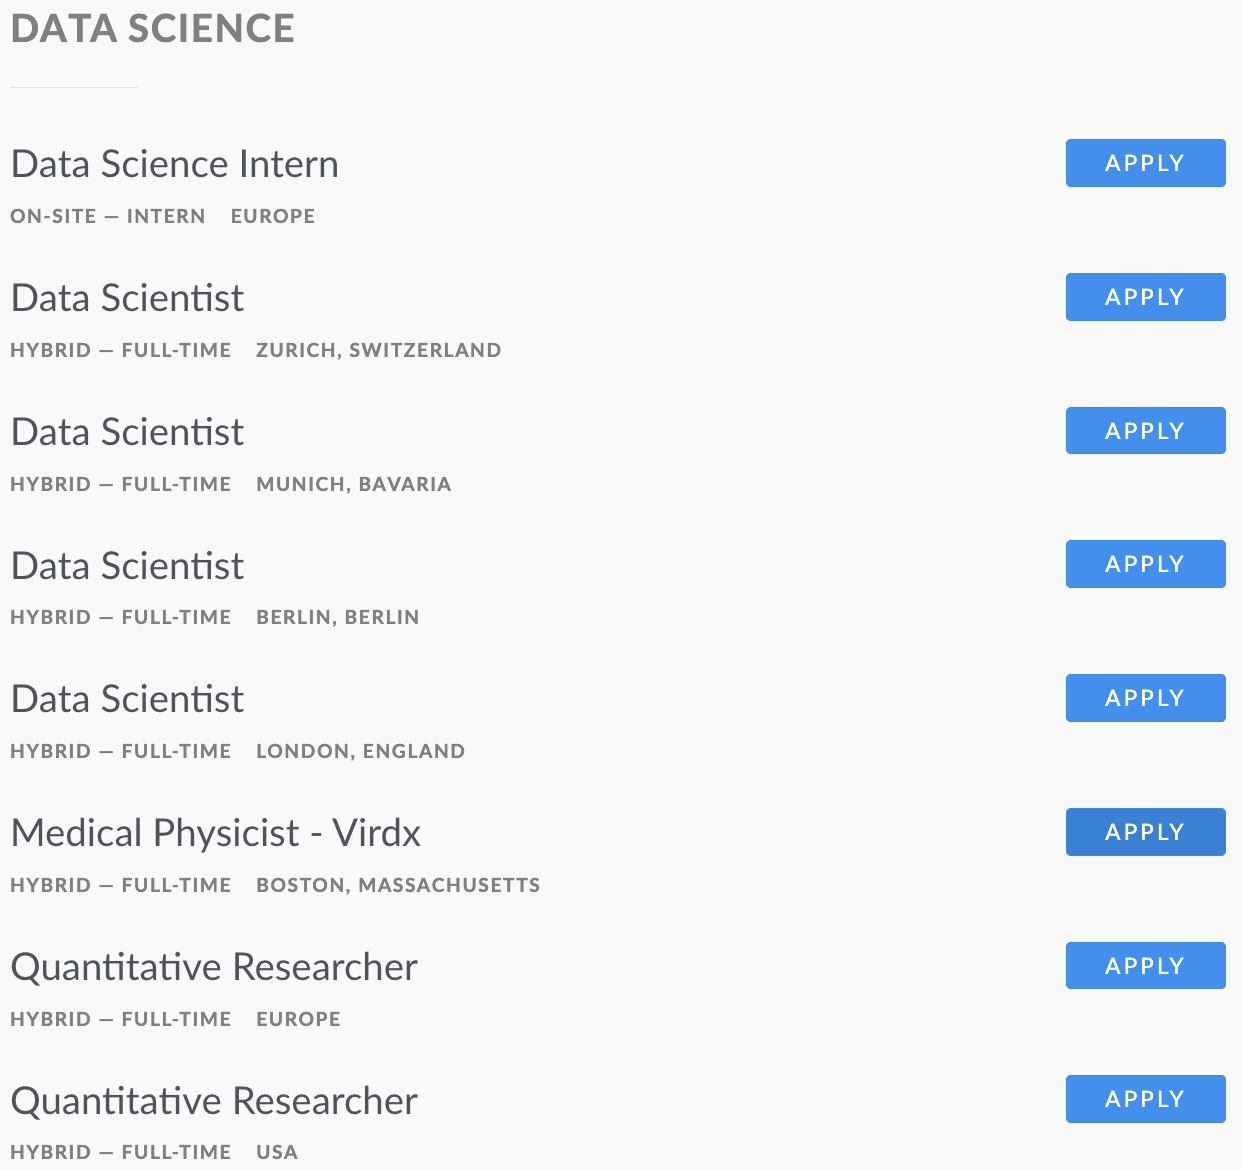 DATA SCIENCE
Data Science Intern
APPLY
ON-SITE — INTERN EUROPE
Data Scientist
APPLY
HYBRID — FULL-TIME ZURICH, SWITZERLAND
Data Scientist
APPLY
HYBRID — FULL-TIME MUNICH, BAVARIA
Data Scientist
APPLY
HYBRID — FULL-TIME BERLIN, BERLIN
Data Scientist
APPLY
HYBRID — FULL-TIME LONDON, ENGLAND
Medical Physicist - Virdx
APPLY
HYBRID — FULL-TIME BOSTON, MASSACHUSETTS
Quantitative Researcher
APPLY
HYBRID — FULL-TIME EUROPE
Quantitative Researcher
APPLY
HYBRID — FULL-TIME USA